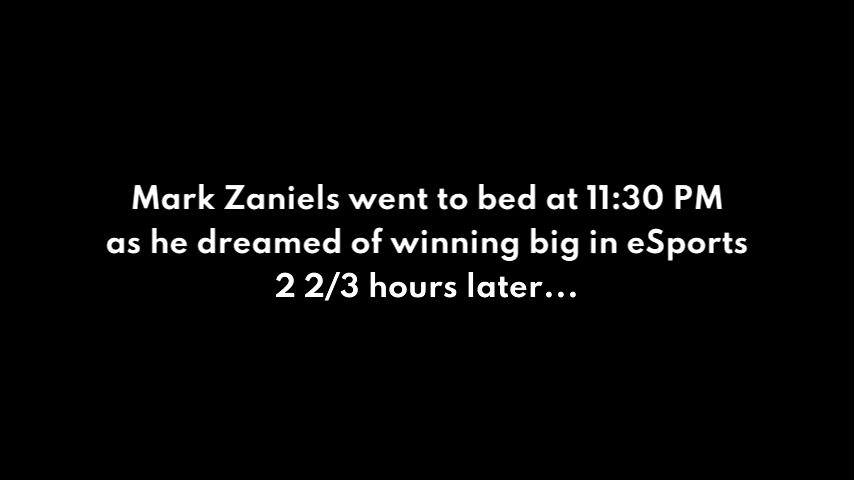 Mark Zaniels went to bed at 11:30 PM
as he dreamed of winning big in eSports
2 2/3 hours later...